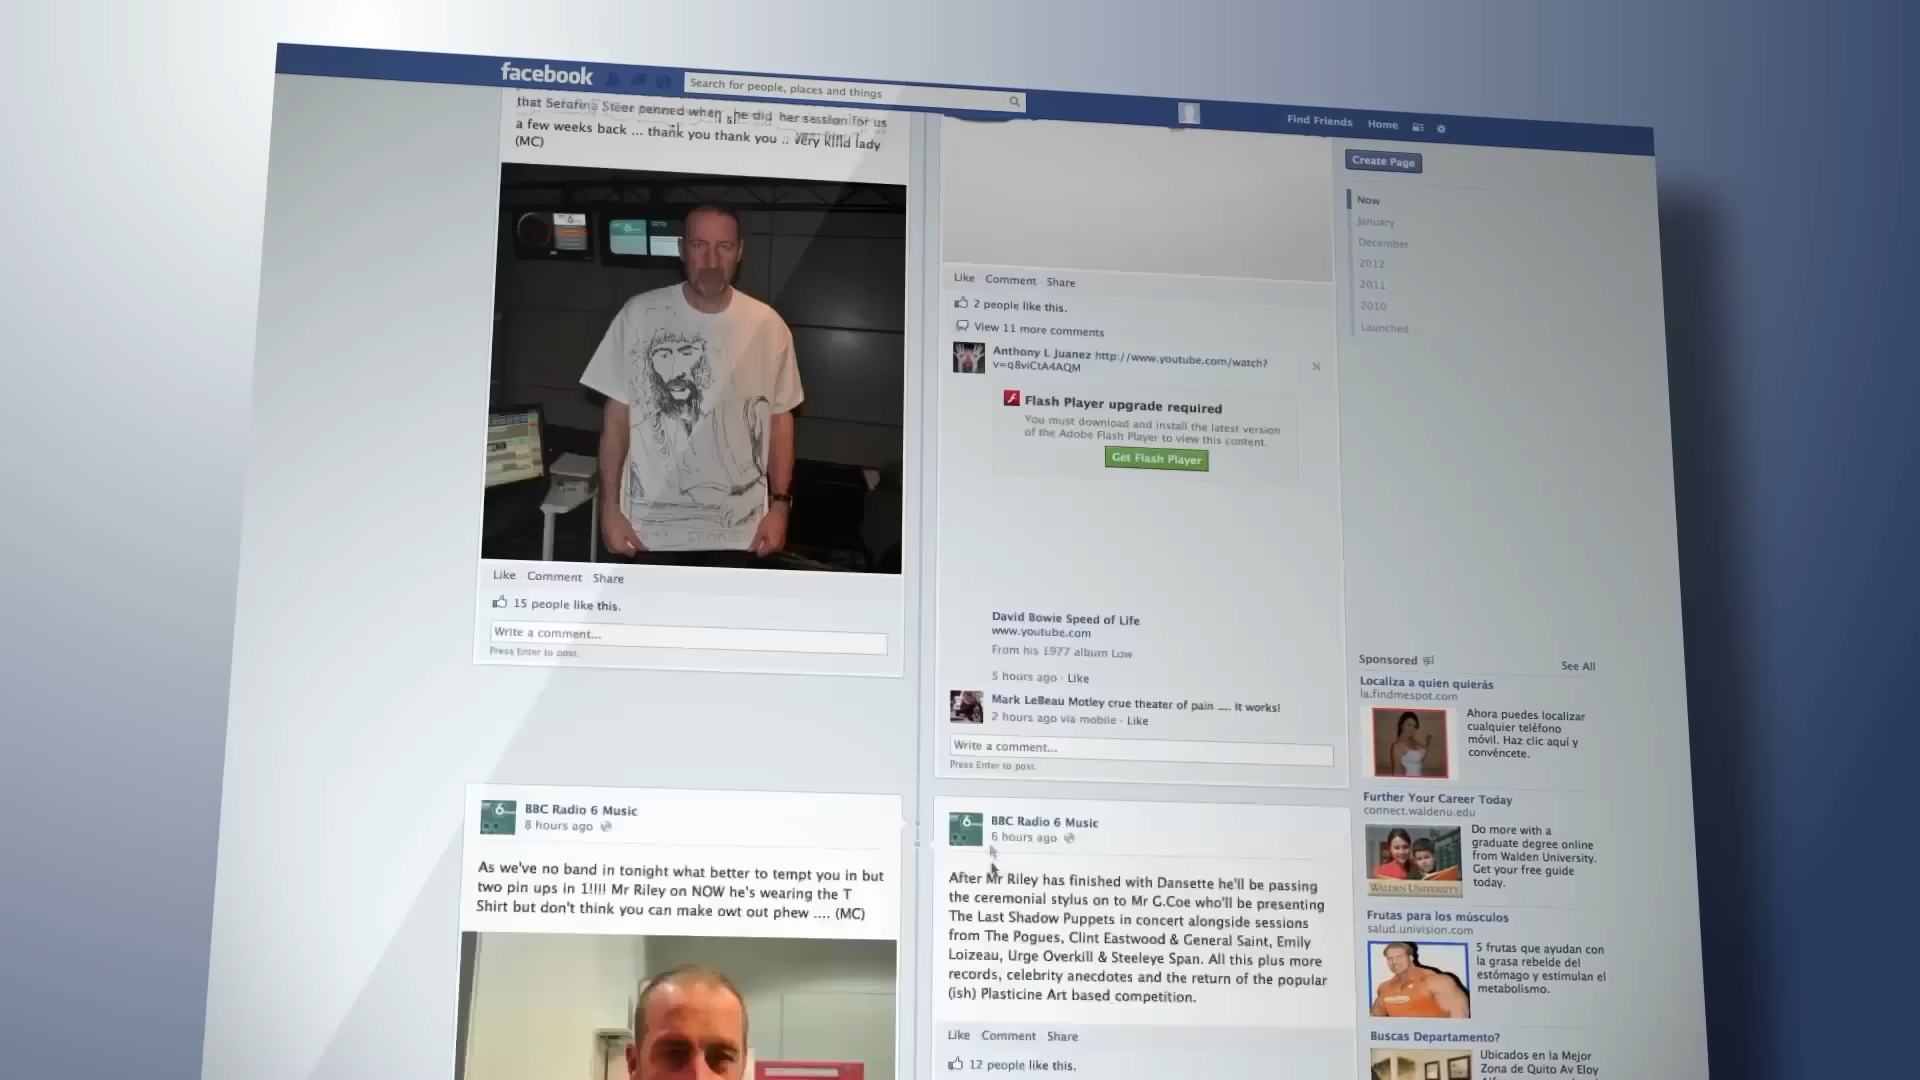 facebook
Search for people, places and things
Find Friends
Home
that Serafina Steer penned when he did her session for us
a few weeks back ... thank you thank you .. very kind lady
(MC)
Like · Comment · Share
15 people like this.
Write a comment...
Press Enter to post.
BBC Radio 6 Music
8 hours ago
As we've no band in tonight what better to tempt you in but
two pin ups in 1!!!! Mr Riley on NOW he's wearing the T
Shirt but don't think you can make owt out phew .... (MC)
Like · Comment · Share
2 people like this.
View 11 more comments
Anthony L Juanez http://www.youtube.com/watch?
v=q8viCtA4AQM
Flash Player upgrade required
You must download and install the latest version
of the Adobe Flash Player to view this content.
Get Flash Player
David Bowie Speed of Life
www.youtube.com
From his 1977 album Low
5 hours ago · Like
Mark LeBeau Motley crue theater of pain .... It works!
2 hours ago via mobile · Like
Write a comment...
Press Enter to post.
6
BBC Radio 6 Music
6 hours ago
After Mr Riley has finished with Dansette he'll be passing
the ceremonial stylus on to Mr G.Coe who'll be presenting
The Last Shadow Puppets in concert alongside sessions
from The Pogues, Clint Eastwood & General Saint, Emily
Loizeau, Urge Overkill & Steeleye Span. All this plus more
records, celebrity anecdotes and the return of the popular
(ish) Plasticine Art based competition.
Like · Comment · Share
12 people like this.
Create Page
Now
January
December
2012
2011
2010
Launched
Sponsored
See All
Localiza a quien quierás
la.findmespot.com
Ahora puedes localizar
cualquier teléfono
móvil. Haz clic aquí y
convéncete.
Further Your Career Today
connect.waldenu.edu
Do more with a
graduate degree online
from Walden University.
Get your free guide
today.
WALDEN UNIVERSITY
Frutas para los músculos
salud.univision.com
5 frutas que ayudan con
la grasa rebelde del
estómago y estimulan el
metabolismo.
Buscas Departamento?
Ubicados en la Mejor
Zona de Quito Av Eloy